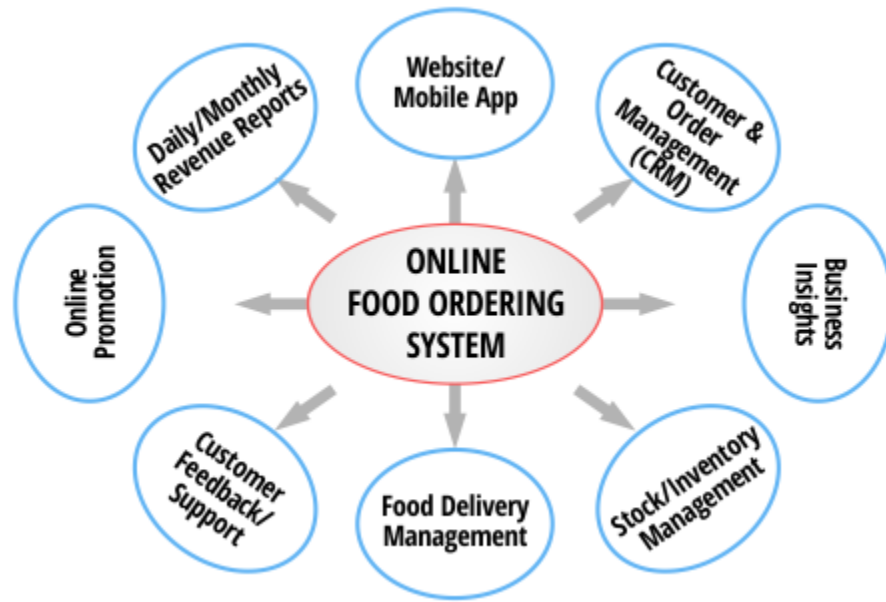 Website/
Mobile App
Daily/Monthly
Revenue Reports
Customer &
Order
Management
(CRM)
Online
Promotion
ONLINE
FOOD ORDERING
SYSTEM
Business
Insights
Customer
Feedback/
Support
Food Delivery
Management
Stock/Inventory
Management